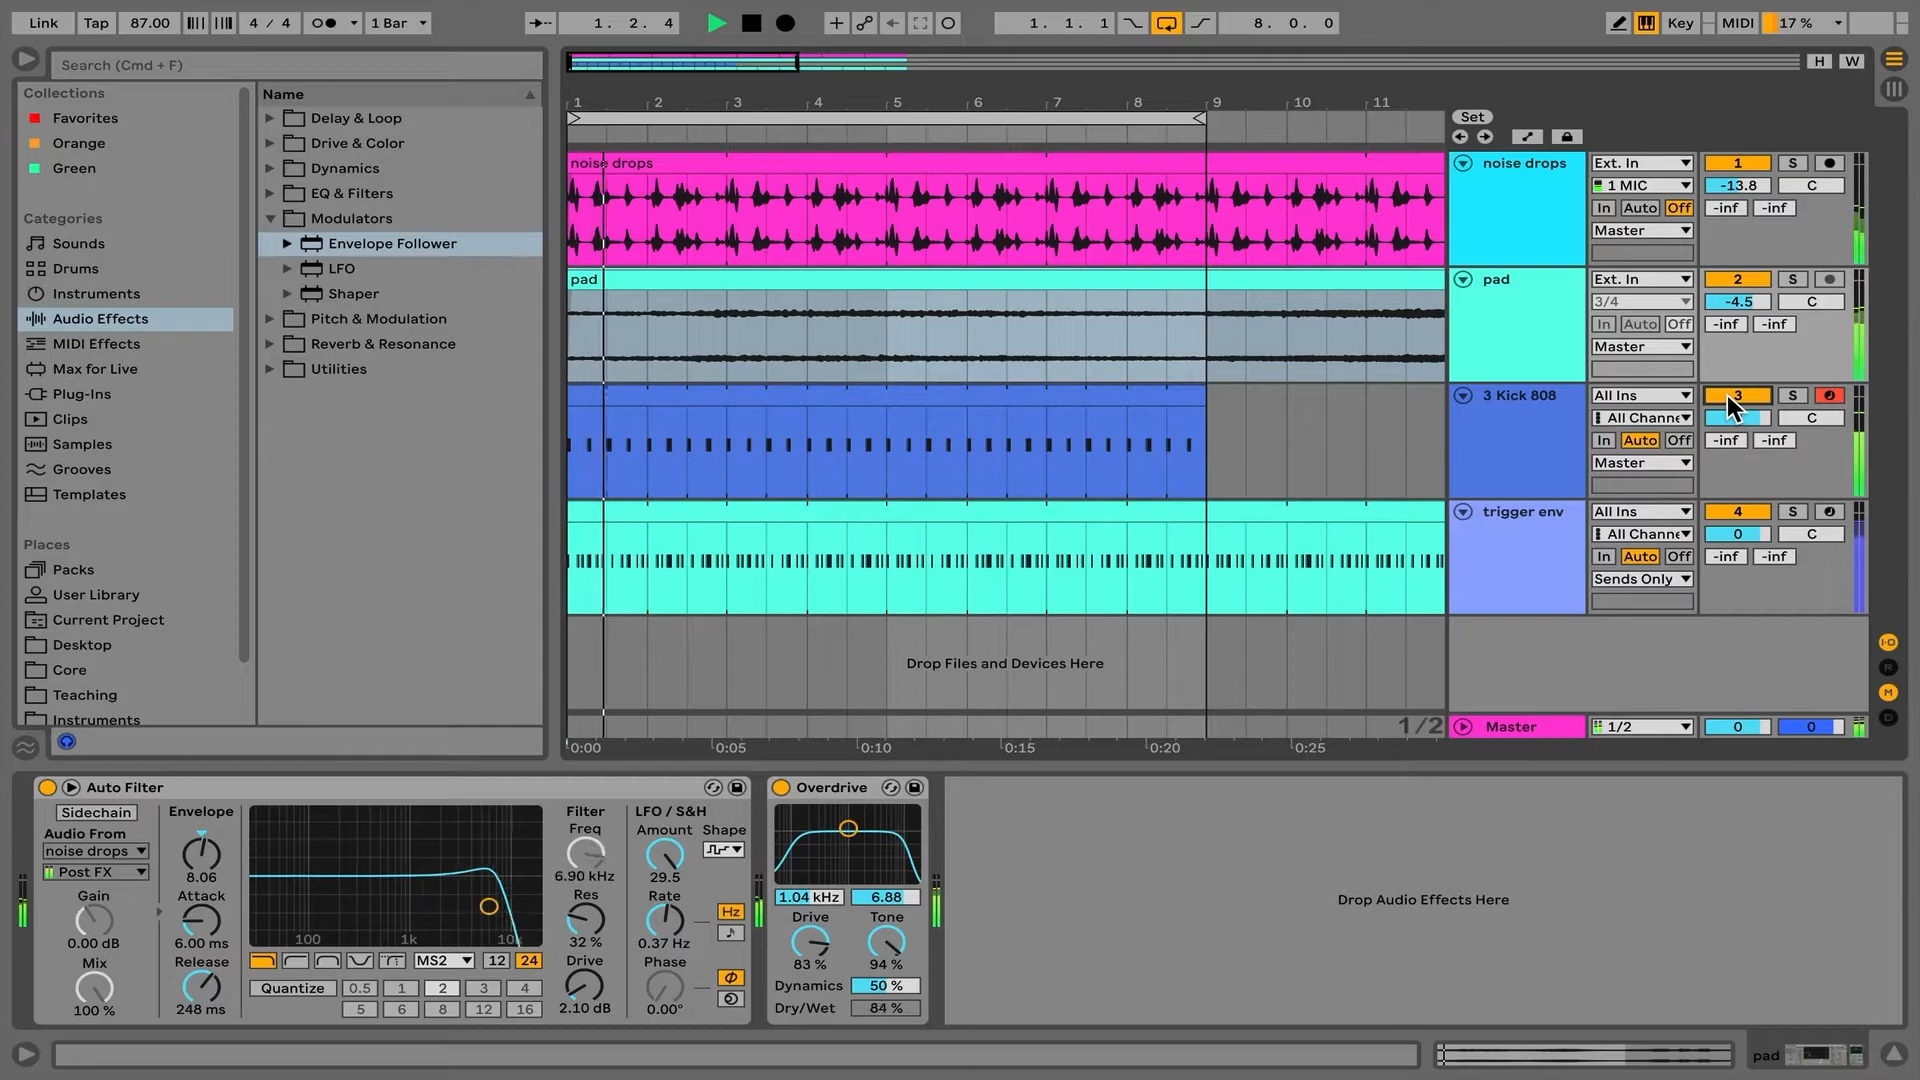 Link Tap 87.00 4 / 4 1 Bar 1. 2. 4 1. 1. 1 8. 0. 0 Key MIDI 17 %
Search (Cmd + F)
H W
Collections
Favorites
Orange
Green
Categories
Sounds
Drums
Instruments
Audio Effects
MIDI Effects
Max for Live
Plug-Ins
Clips
Samples
Grooves
Templates
Places
Packs
User Library
Current Project
Desktop
Core
Teaching
Instruments
Name
Delay & Loop
Drive & Color
Dynamics
EQ & Filters
Modulators
Envelope Follower
LFO
Shaper
Pitch & Modulation
Reverb & Resonance
Utilities
1 2 3 4 5 6 7 8 9 10 11
Set
noise drops
noise drops Ext. In 1 S
1 MIC -13.8 C
In Auto Off -inf -inf
Master
pad
pad Ext. In 2 S
3/4 -4.5 C
In Auto Off -inf -inf
Master
3 Kick 808 All Ins 3 S
All Channe C
In Auto Off -inf -inf
Master
trigger env All Ins 4 S
All Channe 0 C
In Auto Off -inf -inf
Sends Only
Drop Files and Devices Here
1/2 Master 1/2 0 0
0:00 0:05 0:10 0:15 0:20 0:25
I·O
R
M
D
Auto Filter
Sidechain
Audio From
noise drops
Post FX
Gain
0.00 dB
Mix
100 %
Envelope
8.06
Attack
6.00 ms
Release
248 ms
100 1k 10k
MS2 12 24
Quantize 0.5 1 2 3 4
5 6 8 12 16
Filter
Freq
6.90 kHz
Res
32 %
Drive
2.10 dB
LFO / S&H
Amount Shape
29.5
Rate Hz
0.37 Hz
Phase
0.00°
Overdrive
1.04 kHz 6.88
Drive Tone
83 % 94 %
Dynamics 50 %
Dry/Wet 84 %
Drop Audio Effects Here
pad